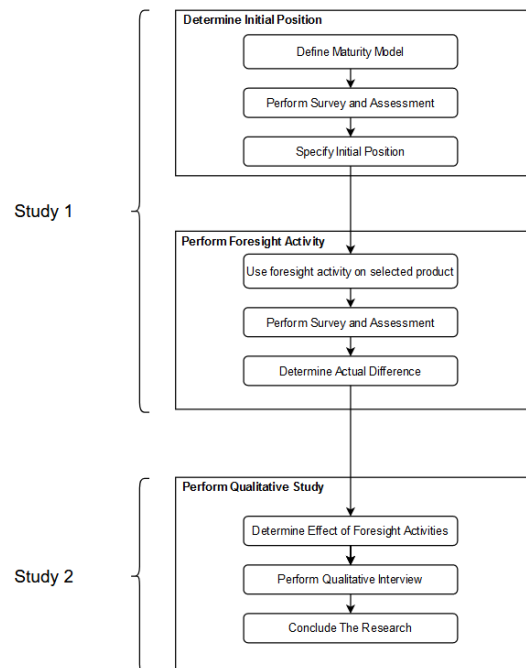 Determine Initial Position
Define Maturity Model
Perform Survey and Assessment
Specify Initial Position
Study 1
Perform Foresight Activity
Use foresight activity on selected product
Perform Survey and Assessment
Determine Actual Difference
Perform Qualitative Study
Determine Effect of Foresight Activities
Study 2
Perform Qualitative Interview
Conclude The Research